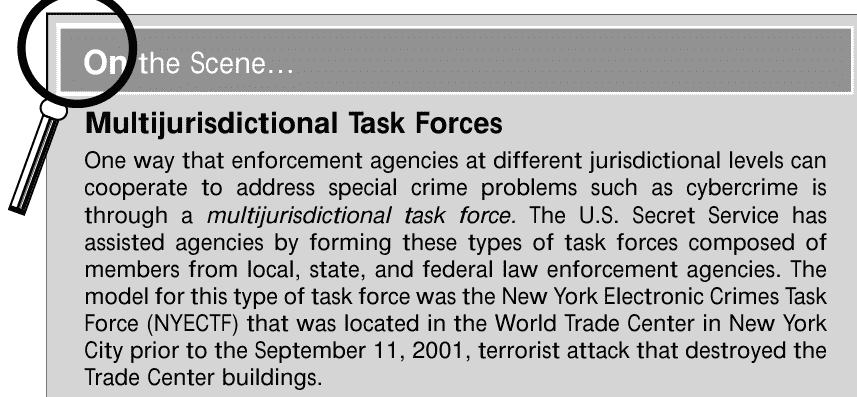 On the Scene...
Multijurisdictional Task Forces
One way that enforcement agencies at different jurisdictional levels can
cooperate to address special crime problems such as cybercrime is
through a multijurisdictional task force. The U.S. Secret Service has
assisted agencies by forming these types of task forces composed of
members from local, state, and federal law enforcement agencies. The
model for this type of task force was the New York Electronic Crimes Task
Force (NYECTF) that was located in the World Trade Center in New York
City prior to the September 11, 2001, terrorist attack that destroyed the
Trade Center buildings.